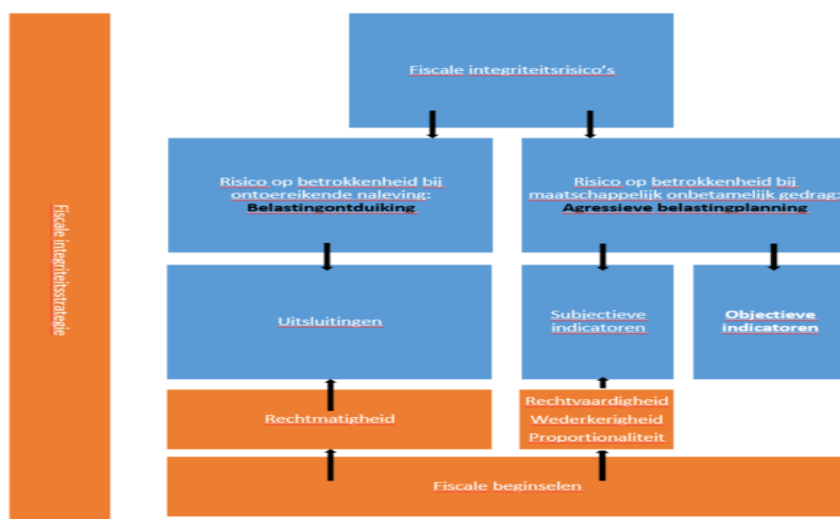 Fiscale integriteitsstrategie
Fiscale integriteitsrisico's
Risico op betrokkenheid bij
ontoereikende naleving:
Belastingontduiking
Risico op betrokkenheid bij
maatschappelijk onbetamelijk gedrag:
Agressieve belastingplanning
Uitsluitingen
Subjectieve
indicatoren
Objectieve
indicatoren
Rechtmatigheid
Rechtvaardigheid
Wederkerigheid
Proportionaliteit
Fiscale beginselen